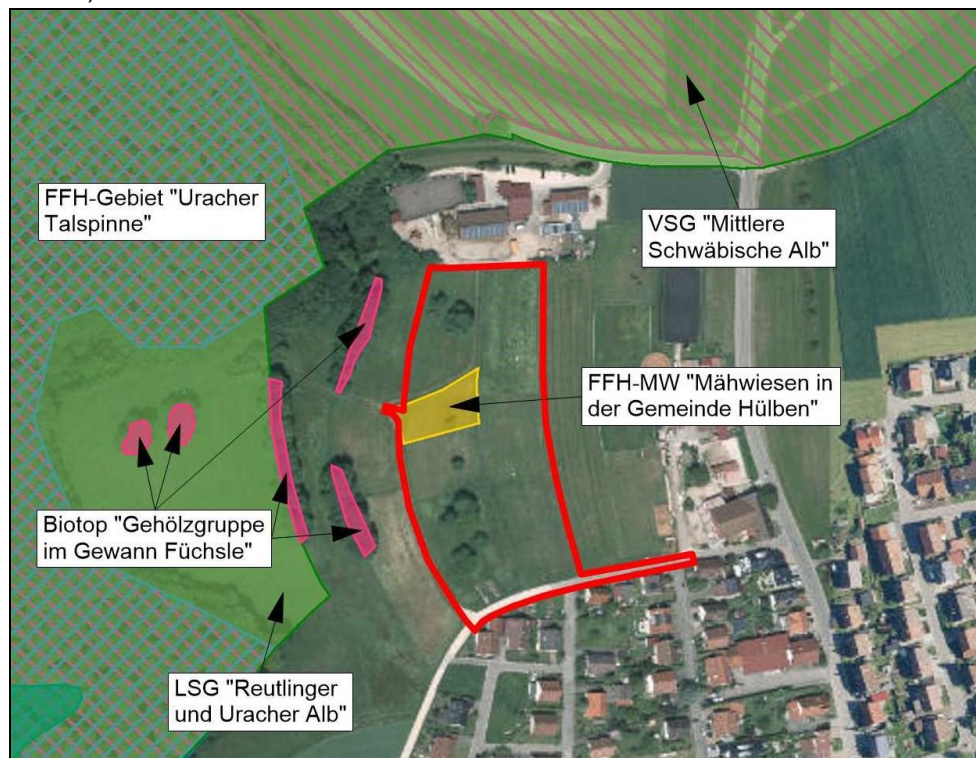 FFH-Gebiet "Uracher
Talspinne"
VSG "Mittlere
Schwäbische Alb"
FFH-MW "Mähwiesen in
der Gemeinde Hülben"
Biotop "Gehölzgruppe
im Gewann Füchsle"
LSG "Reutlinger
und Uracher Alb"